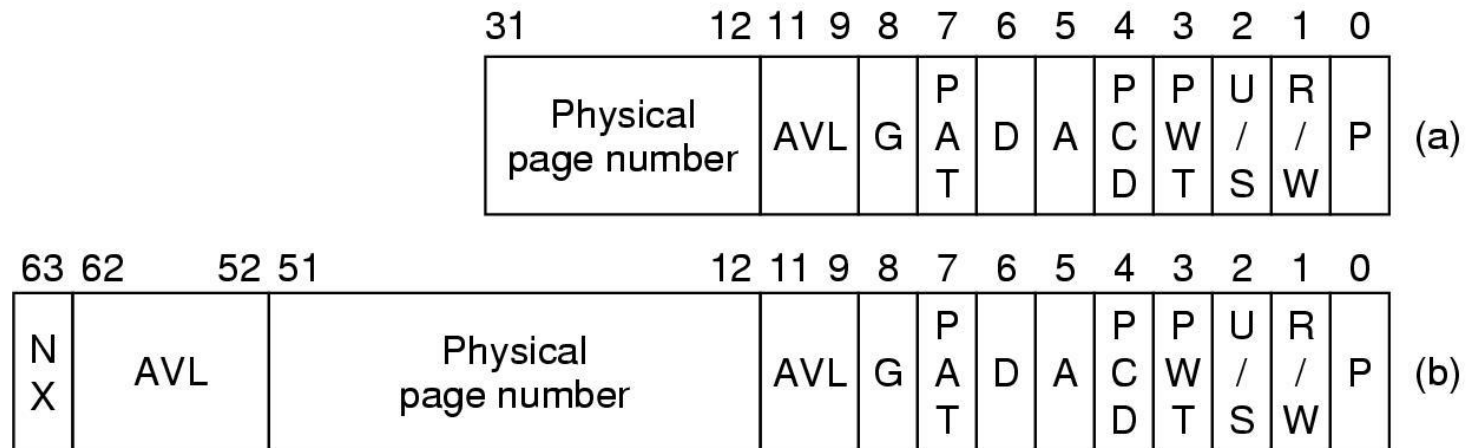 31 12 11 9 8 7 6 5 4 3 2 1 0
Physical page number AVL G PAT D A PCD PWT U/S R/W P (a)
63 62 52 51 12 11 9 8 7 6 5 4 3 2 1 0
NX AVL Physical page number AVL G PAT D A PCD PWT U/S R/W P (b)